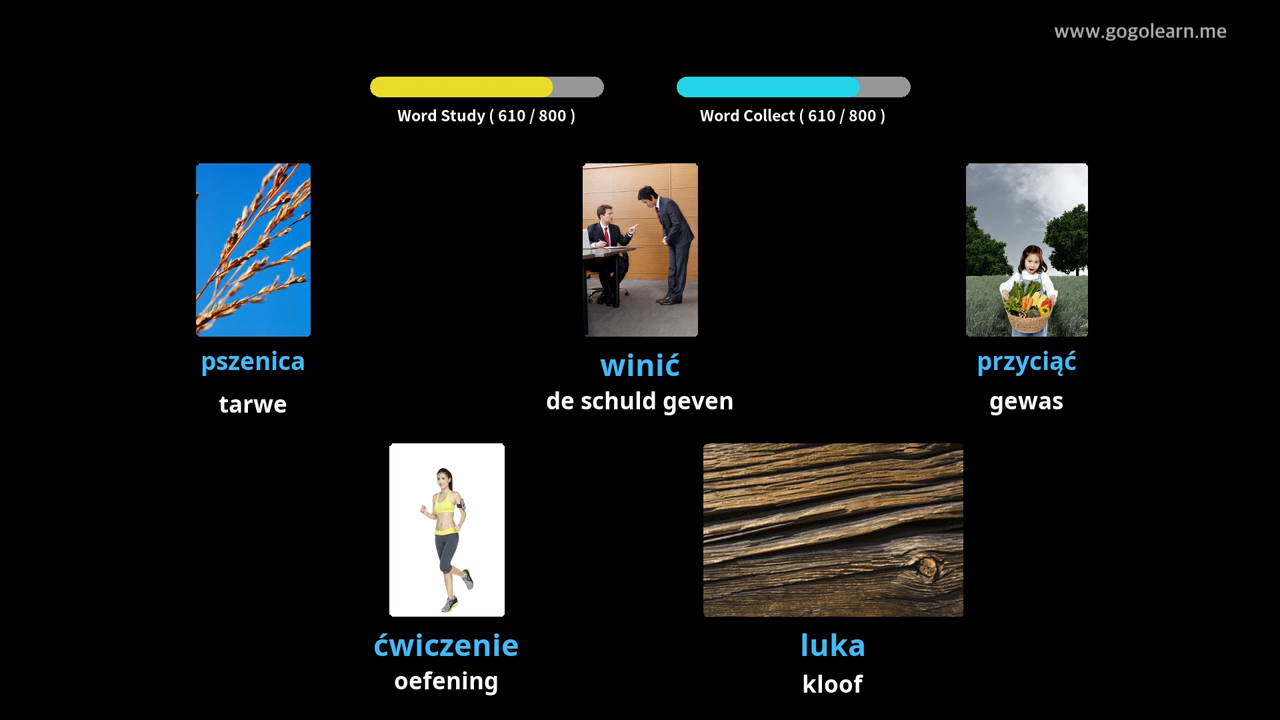 www.gogolearn.me
Word Study ( 610 / 800 )
Word Collect ( 610 / 800 )
pszenica
tarwe
winić
de schuld geven
przyciąć
gewas
ćwiczenie
oefening
luka
kloof